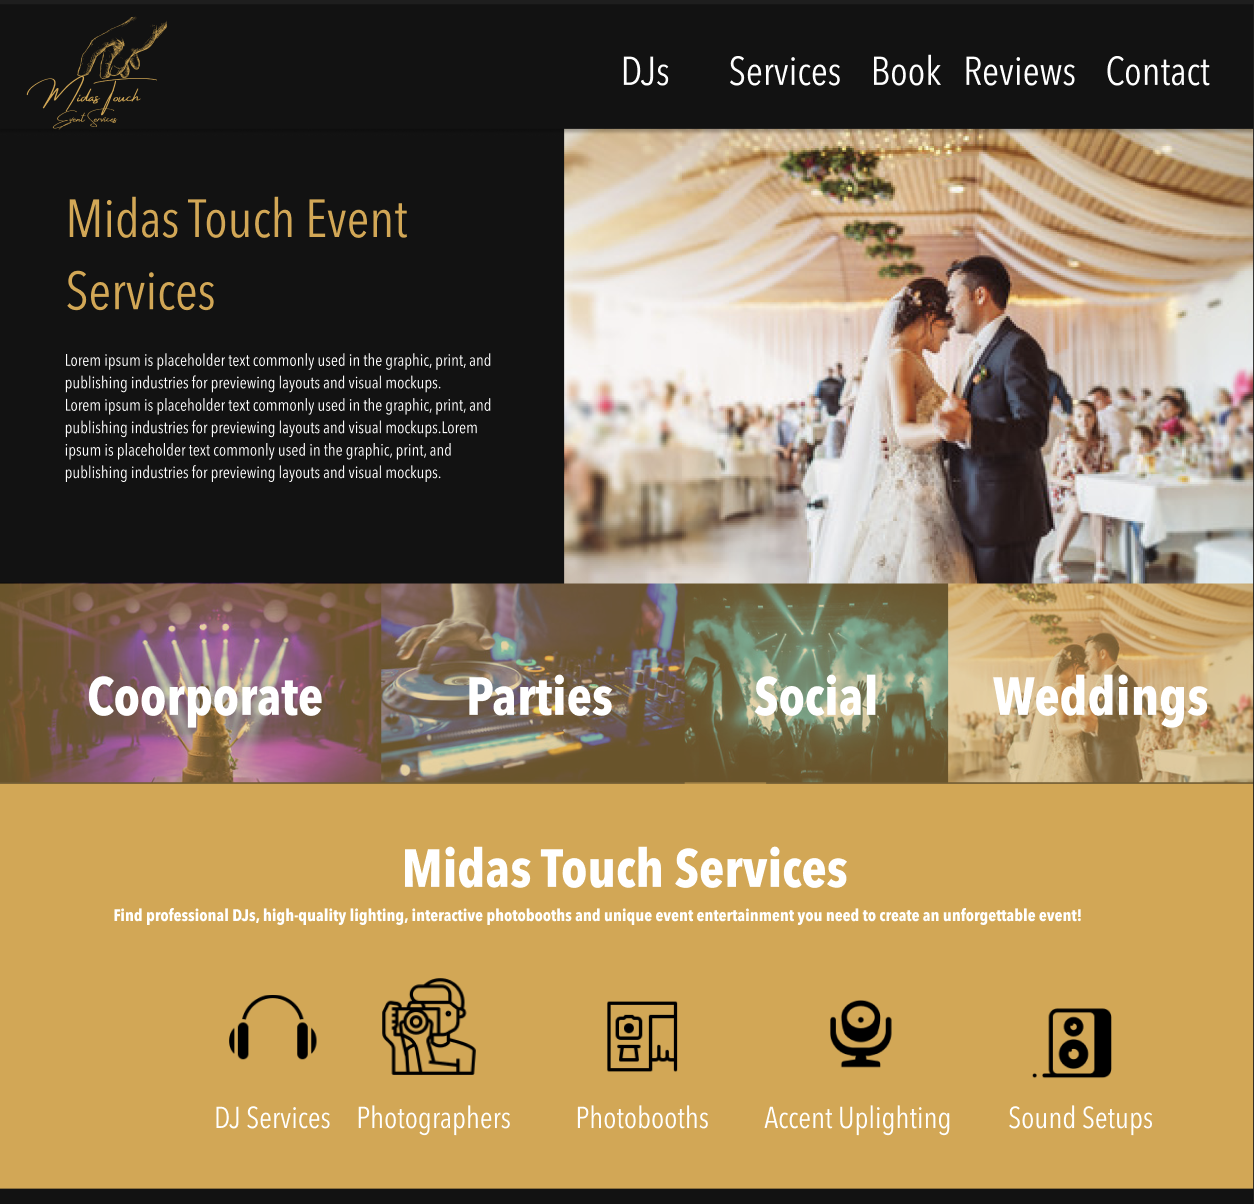 Midas Touch
Event Services
DJs Services Book Reviews Contact
Midas Touch Event
Services
Lorem ipsum is placeholder text commonly used in the graphic, print, and
publishing industries for previewing layouts and visual mockups.
Lorem ipsum is placeholder text commonly used in the graphic, print, and
publishing industries for previewing layouts and visual mockups.Lorem
ipsum is placeholder text commonly used in the graphic, print, and
publishing industries for previewing layouts and visual mockups.
Coorporate Parties Social Weddings
Midas Touch Services
Find professional DJs, high-quality lighting, interactive photobooths and unique event entertainment you need to create an unforgettable event!
DJ Services Photographers Photobooths Accent Uplighting Sound Setups